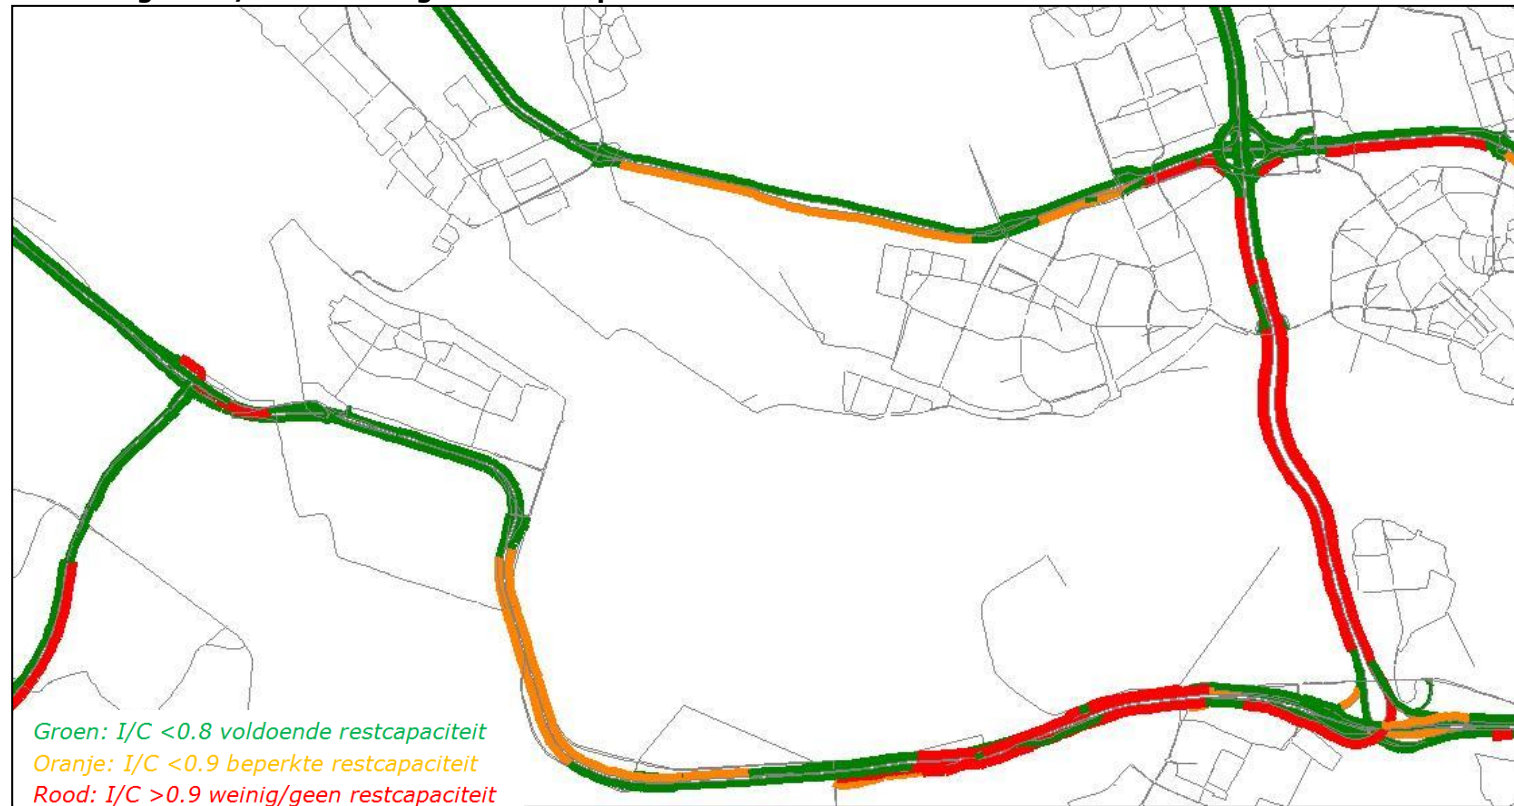 Groen: I/C <0.8 voldoende restcapaciteit
Oranje: I/C <0.9 beperkte restcapaciteit
Rood: I/C >0.9 weinig/geen restcapaciteit